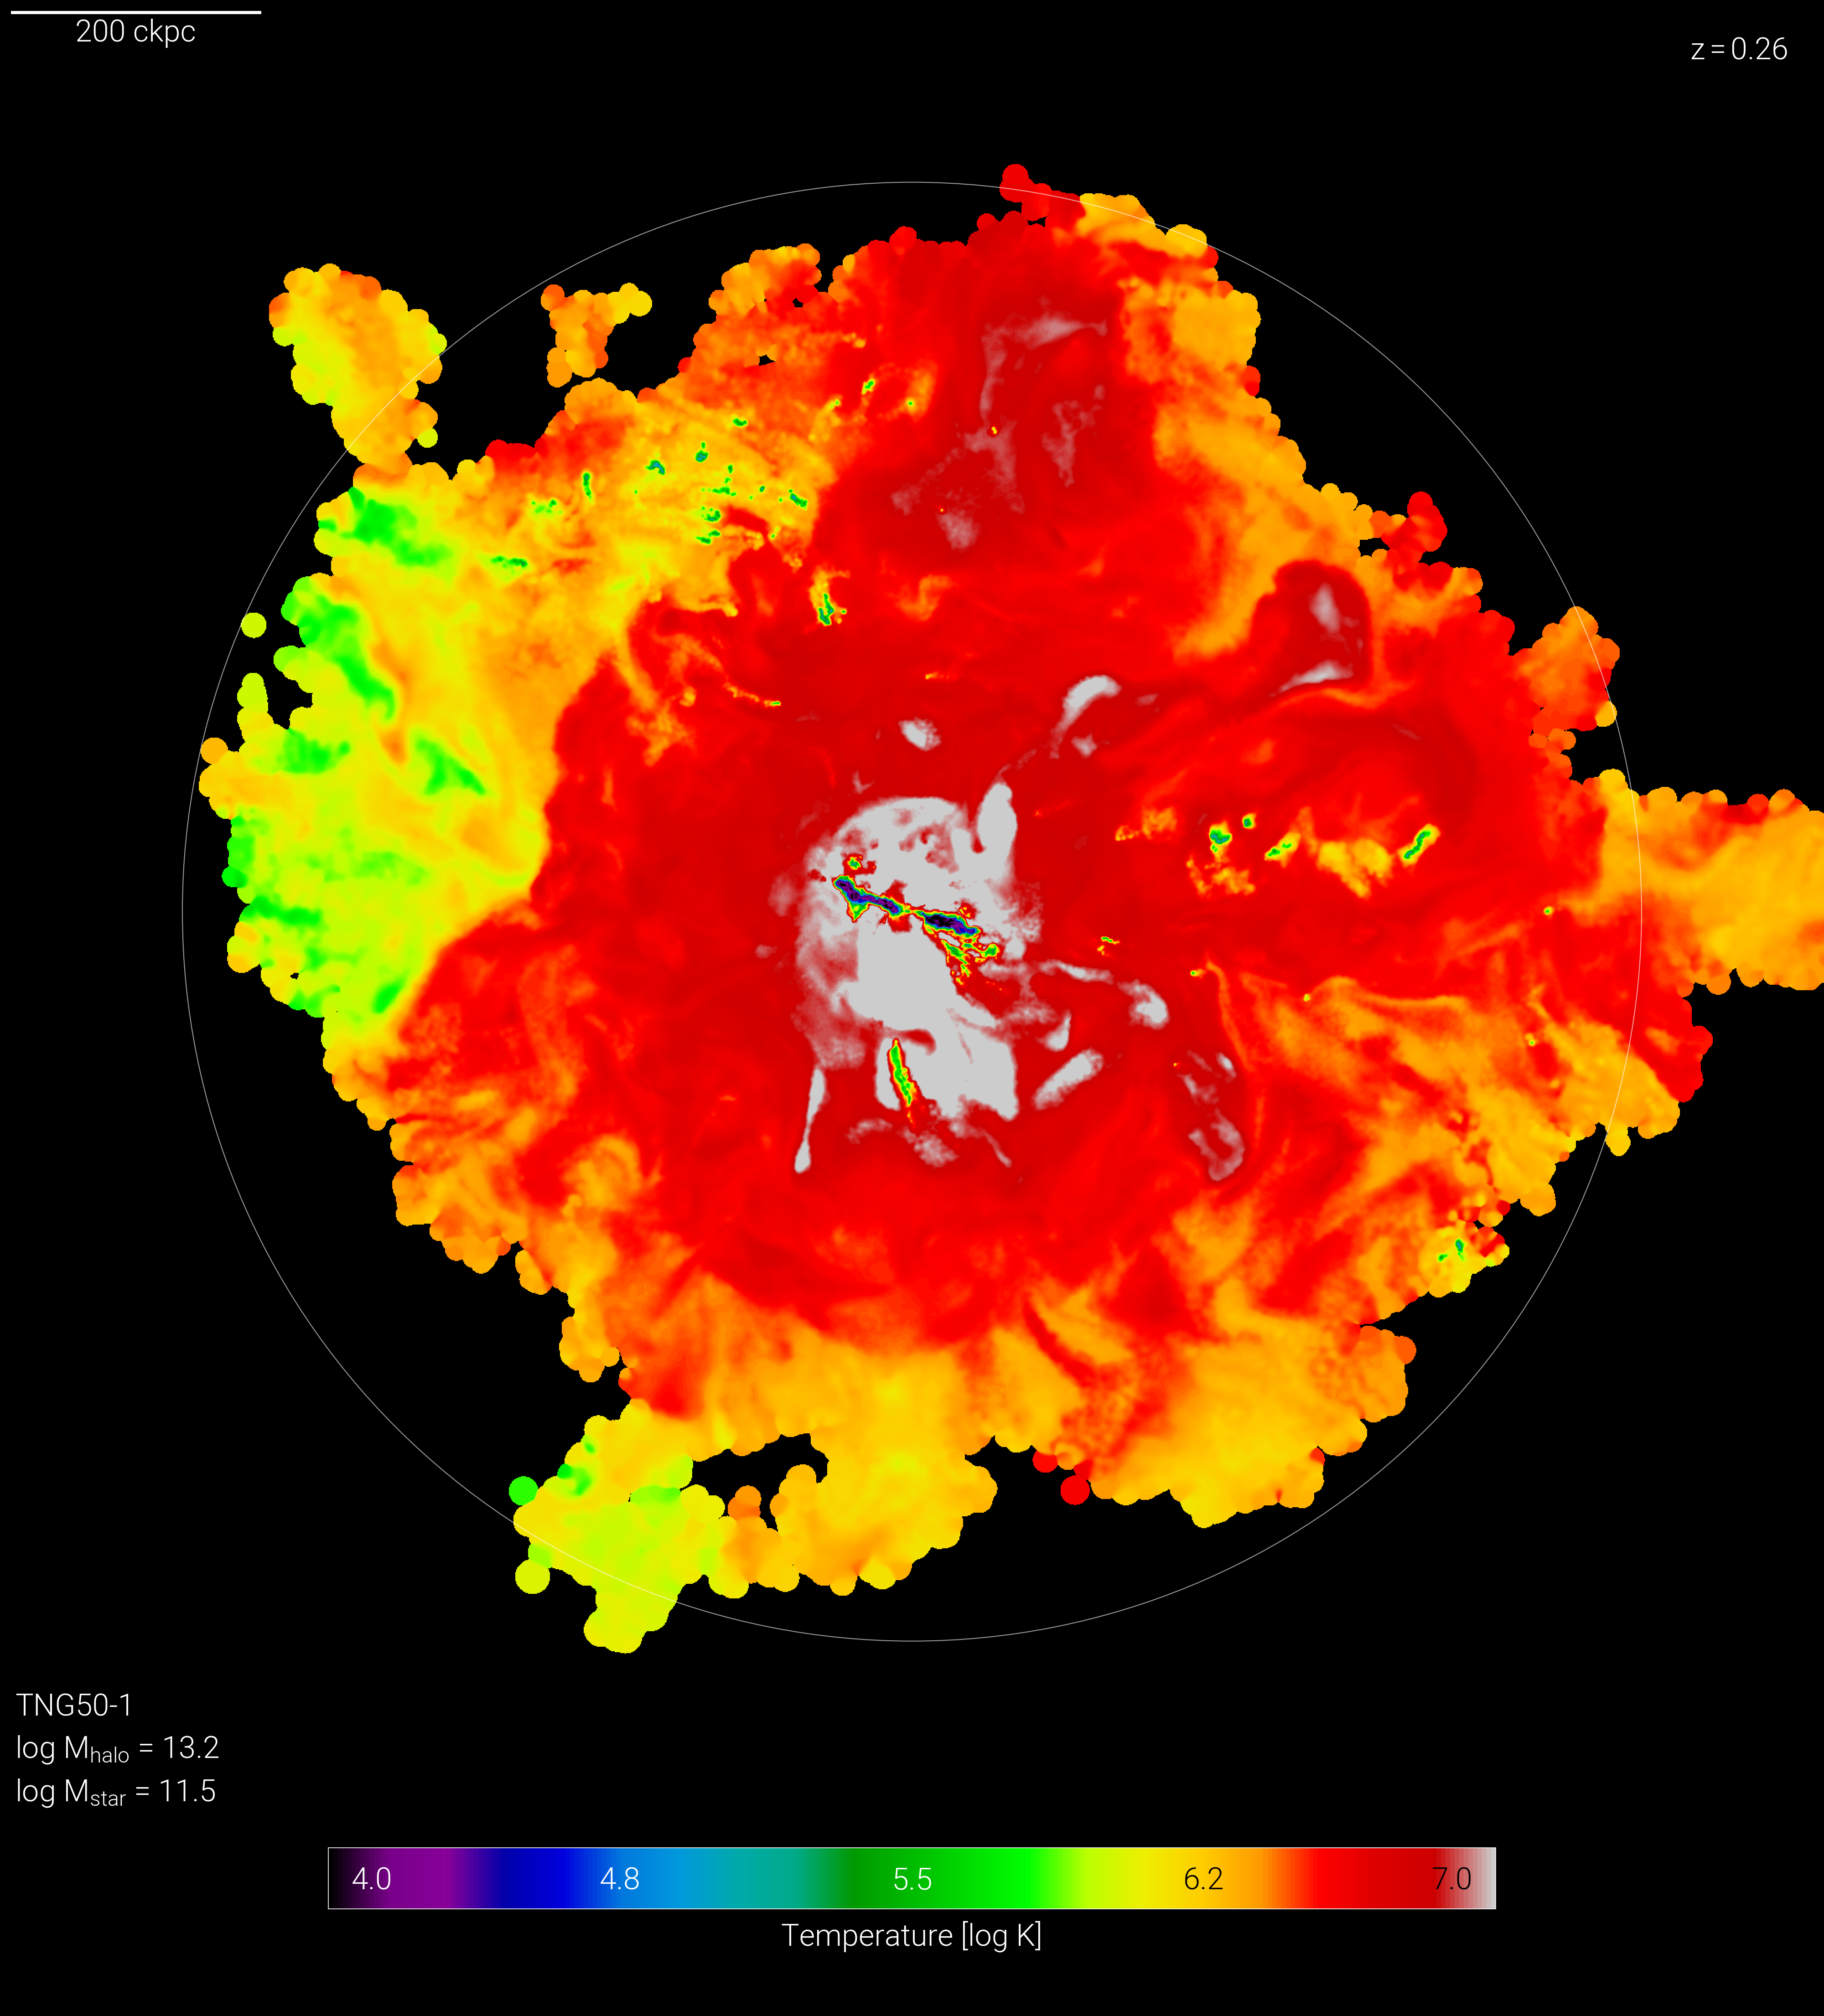 200 ckpc
z = 0.26
TNG50-1
log Mhalo = 13.2
log Mstar = 11.5
4.0 4.8 5.5 6.2 7.0
Temperature [log K]